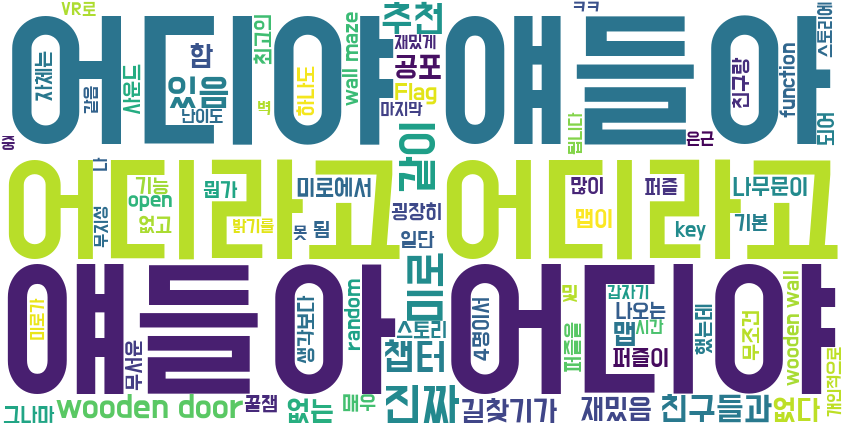 VR로
ㅋㅋ
추천
최고의
재밌게
스토리에
어디야 얘들아
함
wall maze
자체는
사운드
공포
function
있음
하나도
Flag
친구랑
같음
떡
난이도
마지막
은근
되어
됩니다
중
같이
나
기능
뭔가
미로에서
많이
퍼즐
나무문이
어디라고 어디라고
open
굉장히
맵이
없고
밝기를
못 됨
일단
key
기본
무지성
미로
얘들아 어디야
및
갑자기
wooden wall
미로가
생각보다
random
스토리
4명이서
퍼즐을
나오는
맵
시간
했는데
무조건
무서운
챕터
퍼즐이
개인적으로
그나마
wooden door
꿀잼
없는
매우
진짜
길찾기가
재밌음
친구들과
없다